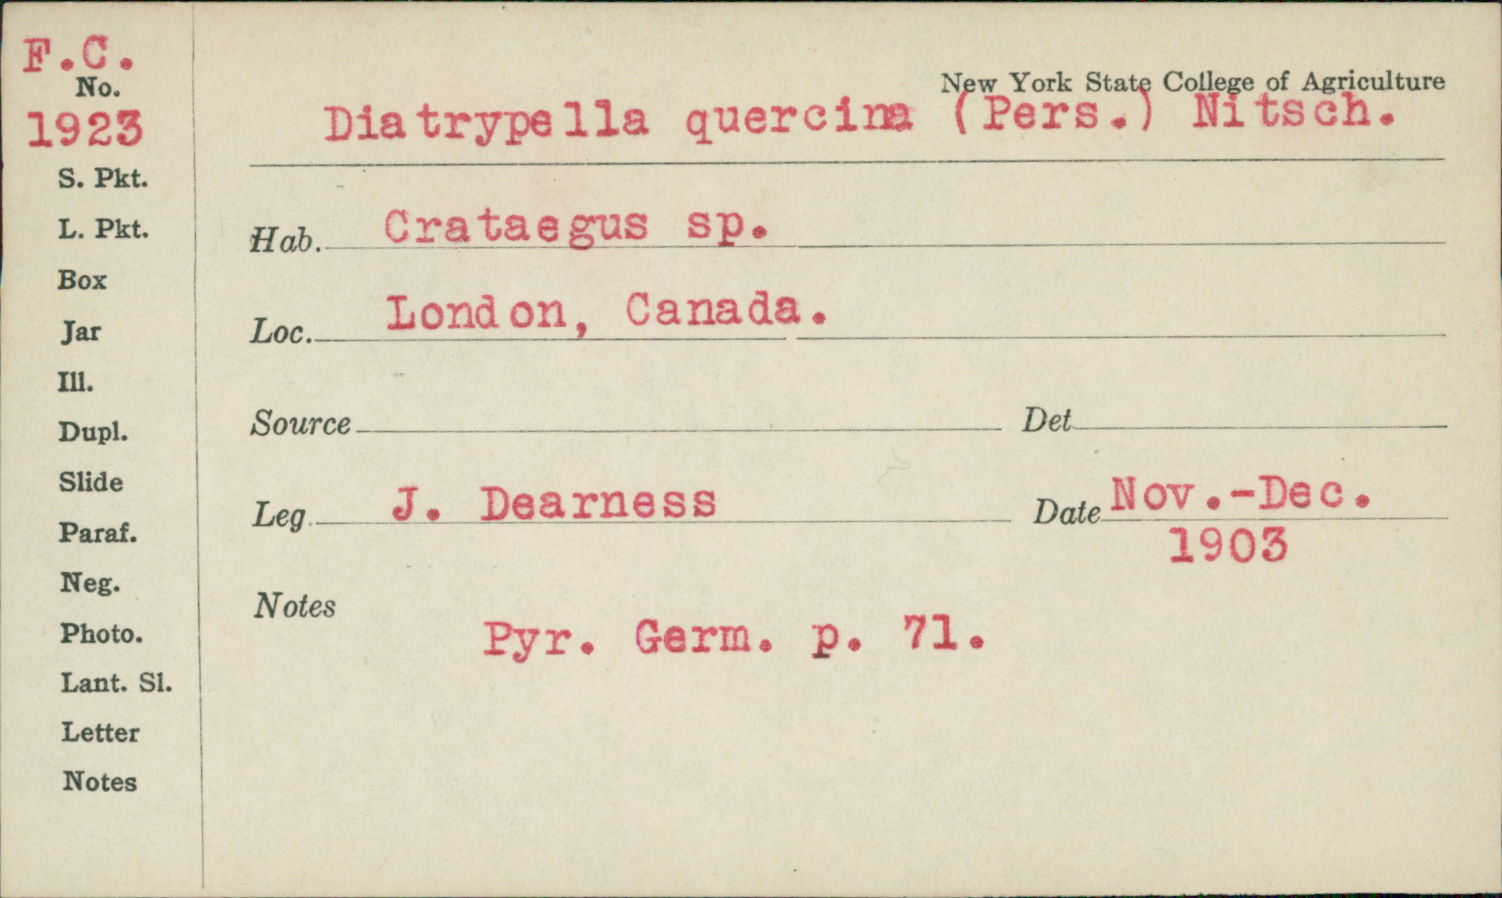 F.C.
No.
1923
S. Pkt.
L. Pkt.
Box
Jar
Ill.
Dupl.
Slide
Paraf.
Neg.
Photo.
Lant. Sl.
Letter
Notes
New York State College of Agriculture
Diatrypella quercina (Pers.) Nitsch.
Hab. Crataegus sp.
Loc. London, Canada.
Source Det
Leg. J. Dearness Date Nov.-Dec.
1903
Notes
Pyr. Germ. p. 71.